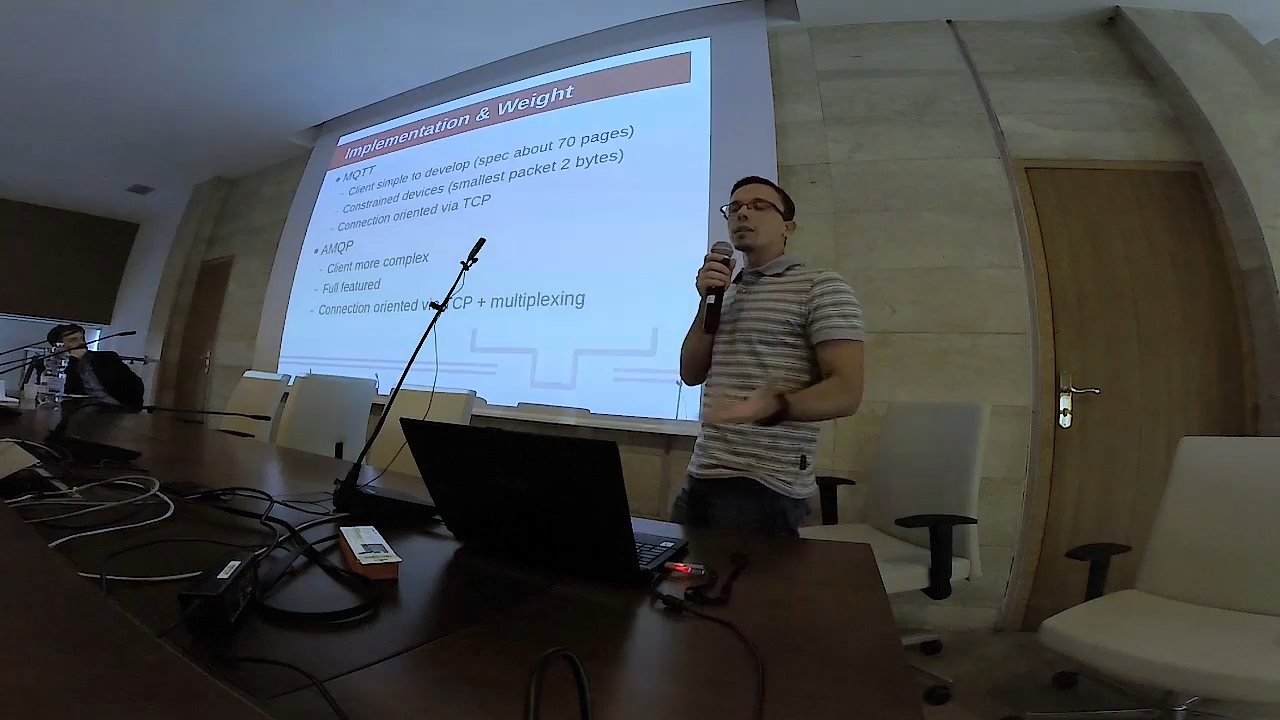 Implementation & Weight
• MQTT
- Client simple to develop (spec about 70 pages)
- Constrained devices (smallest packet 2 bytes)
- Connection oriented via TCP
• AMQP
- Client more complex
- Full featured
- Connection oriented via TCP + multiplexing